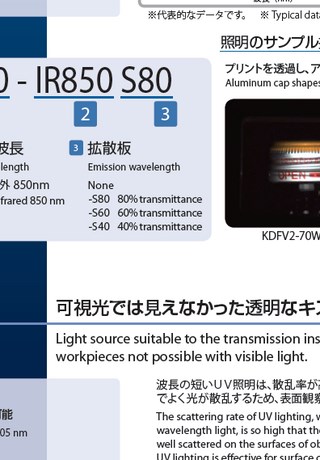 ※代表的なデータです。 ※ Typical data
照明のサンプル
0 - IR850 S80
2
3
プリントを透過し、ア
Aluminum cap shapes
波長
3 拡散板
length
Emission wavelength
外 850nm
None
nfrared 850 nm
-S80 80% transmittance
-S60 60% transmittance
-S40 40% transmittance
OPEN
KDFV2-70W
可視光では見えなかった透明なキズ
Light source suitable to the transmission ins
workpieces not possible with visible light.
波長の短いUV照明は、散乱率が高
でよく光が散乱するため、表面観察
可能
The scattering rate of UV lighting, w
05 nm
wavelength light, is so high that the
well scattered on the surfaces of ob
UV lighting is effective for surface o